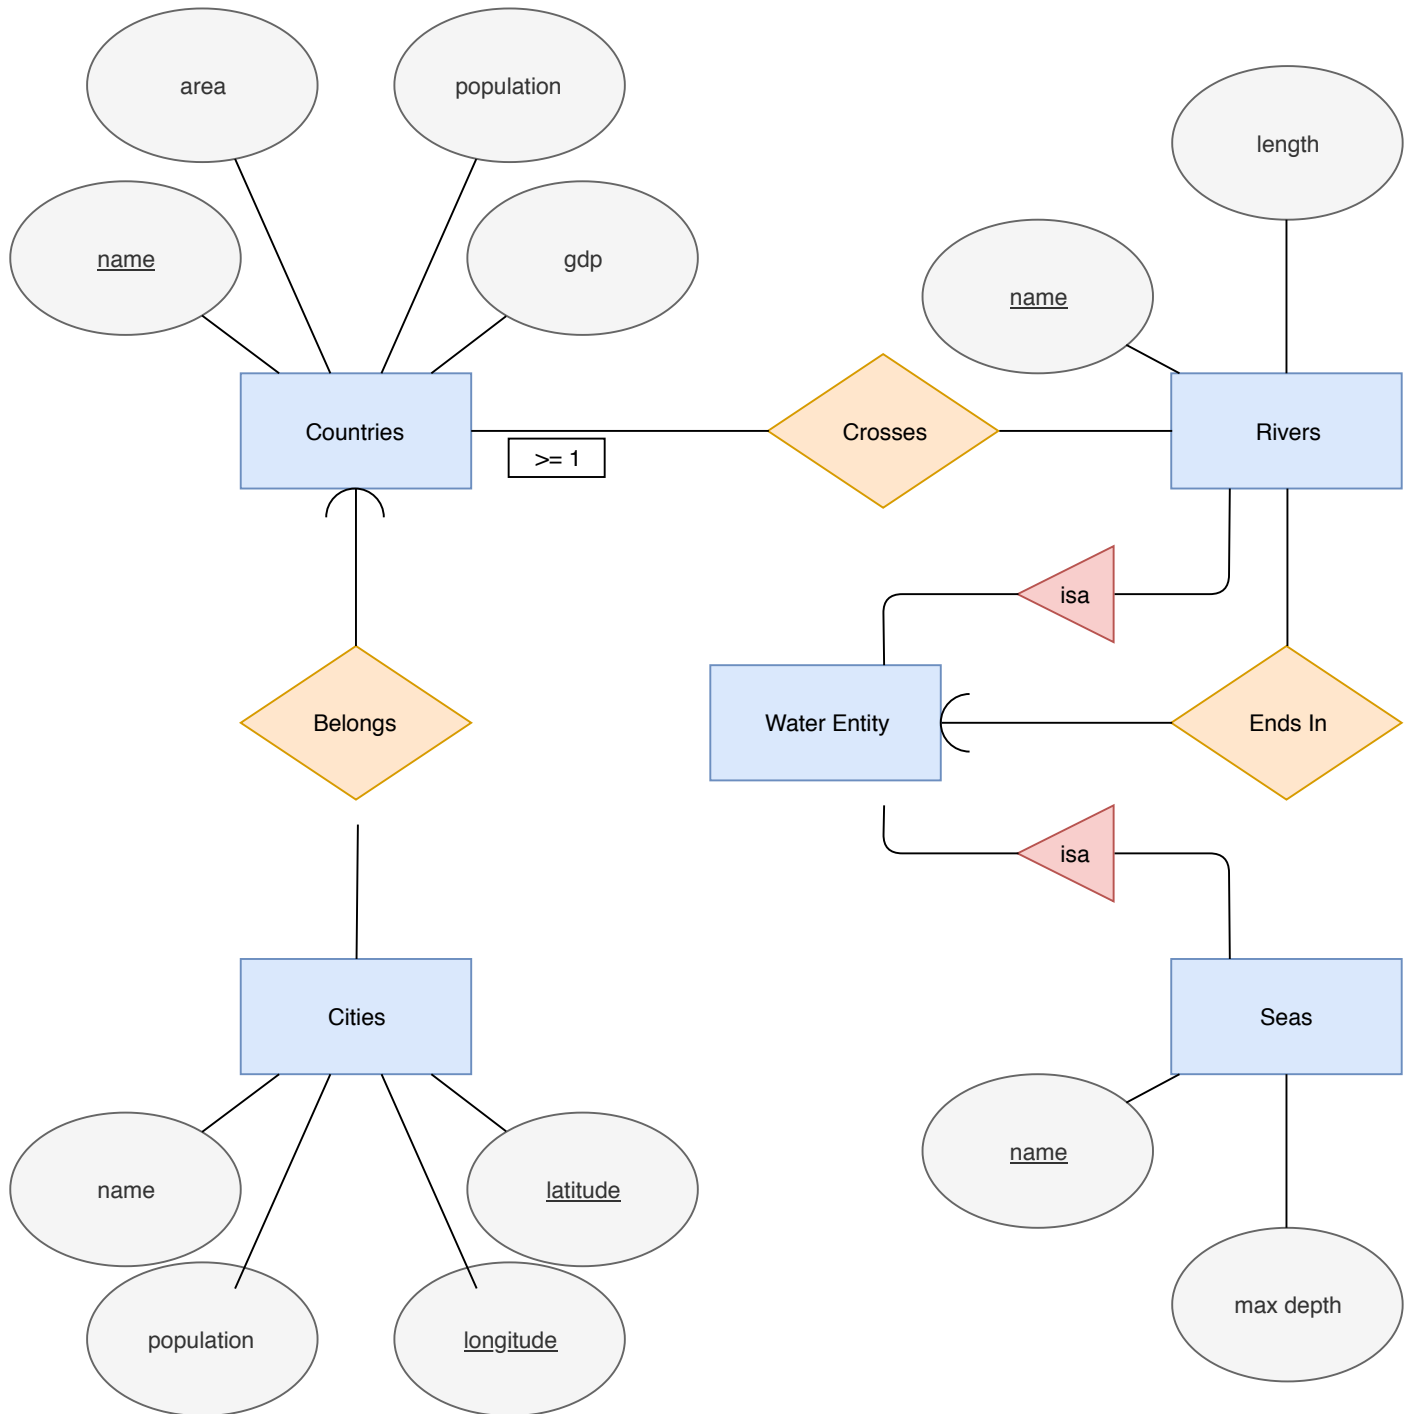 area
population
length
name
gdp
name
Countries
Crosses
Rivers
>= 1
isa
Belongs
Water Entity
Ends In
isa
Cities
Seas
name
latitude
name
population
longitude
max depth